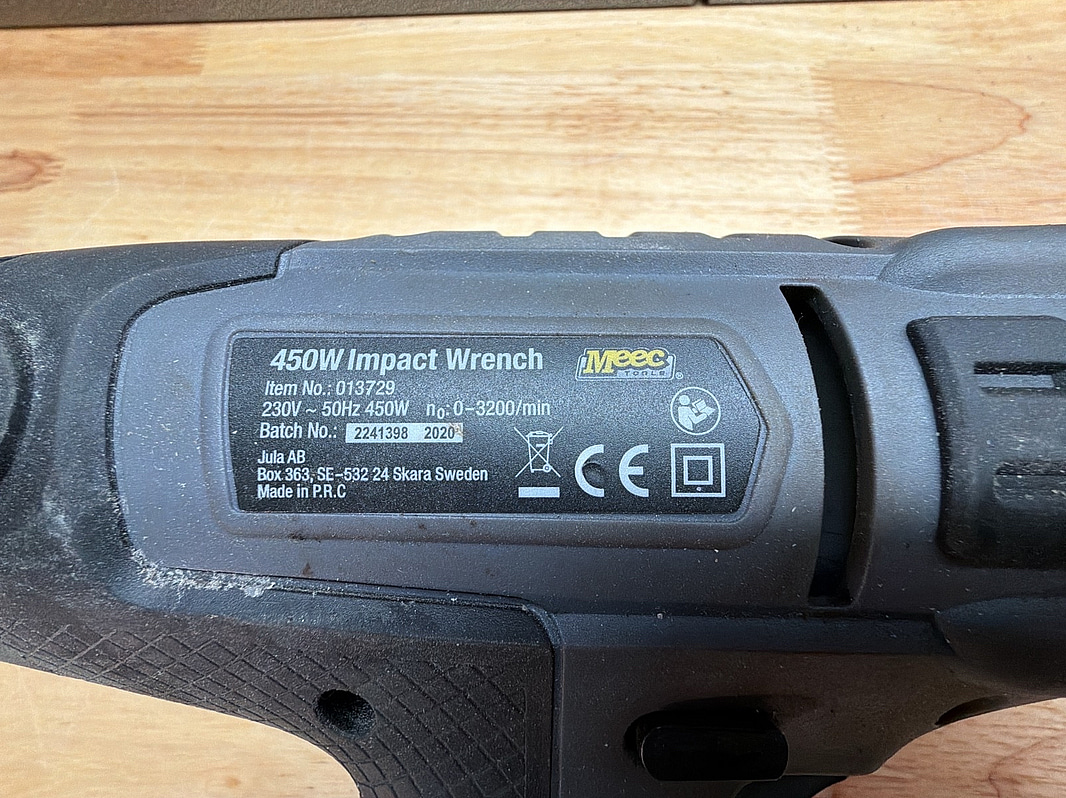 450W Impact Wrench
Meec
TOOLS ®
Item No.: 013729
230V ~ 50Hz 450W n₀: 0-3200/min
Batch No.: 2241398 2020
Jula AB
Box 363, SE-532 24 Skara Sweden
Made in P.R.C
CE